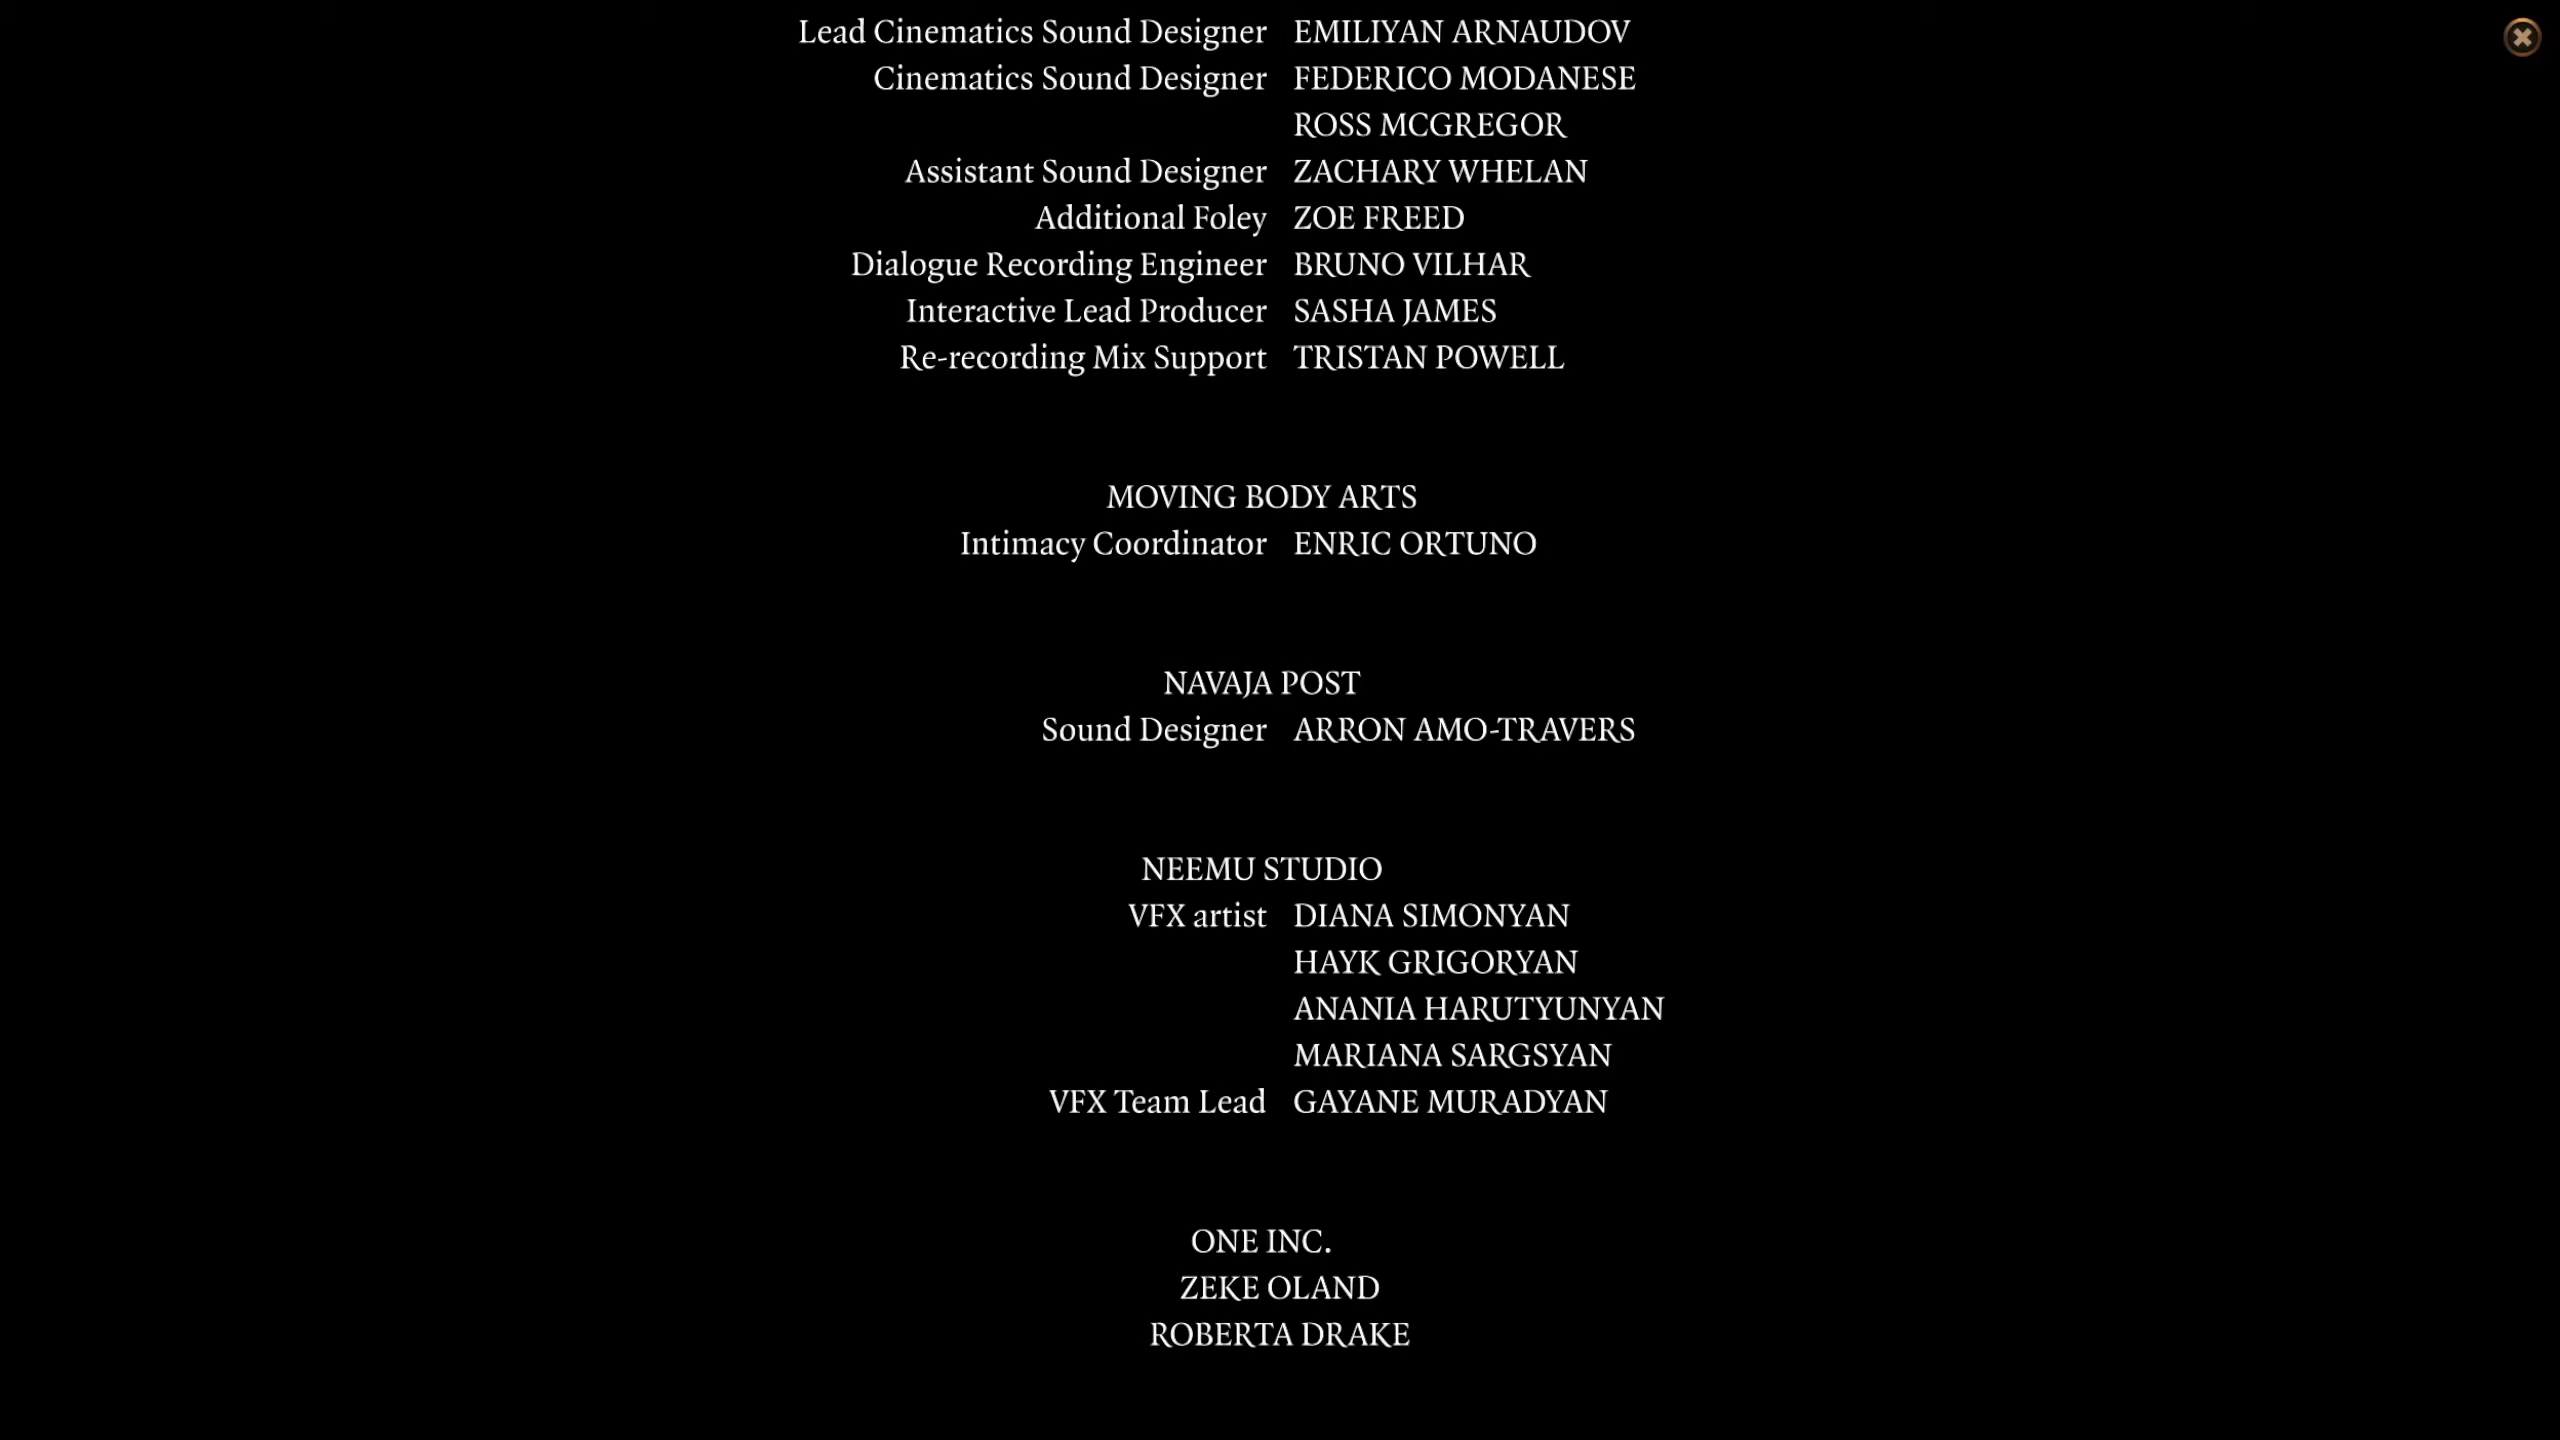 Lead Cinematics Sound Designer EMILIYAN ARNAUDOV
Cinematics Sound Designer FEDERICO MODANESE
ROSS MCGREGOR
Assistant Sound Designer ZACHARY WHELAN
Additional Foley ZOE FREED
Dialogue Recording Engineer BRUNO VILHAR
Interactive Lead Producer SASHA JAMES
Re-recording Mix Support TRISTAN POWELL
MOVING BODY ARTS
Intimacy Coordinator ENRIC ORTUNO
NAVAJA POST
Sound Designer ARRON AMO-TRAVERS
NEEMU STUDIO
VFX artist DIANA SIMONYAN
HAYK GRIGORYAN
ANANIA HARUTYUNYAN
MARIANA SARGSYAN
VFX Team Lead GAYANE MURADYAN
ONE INC.
ZEKE OLAND
ROBERTA DRAKE